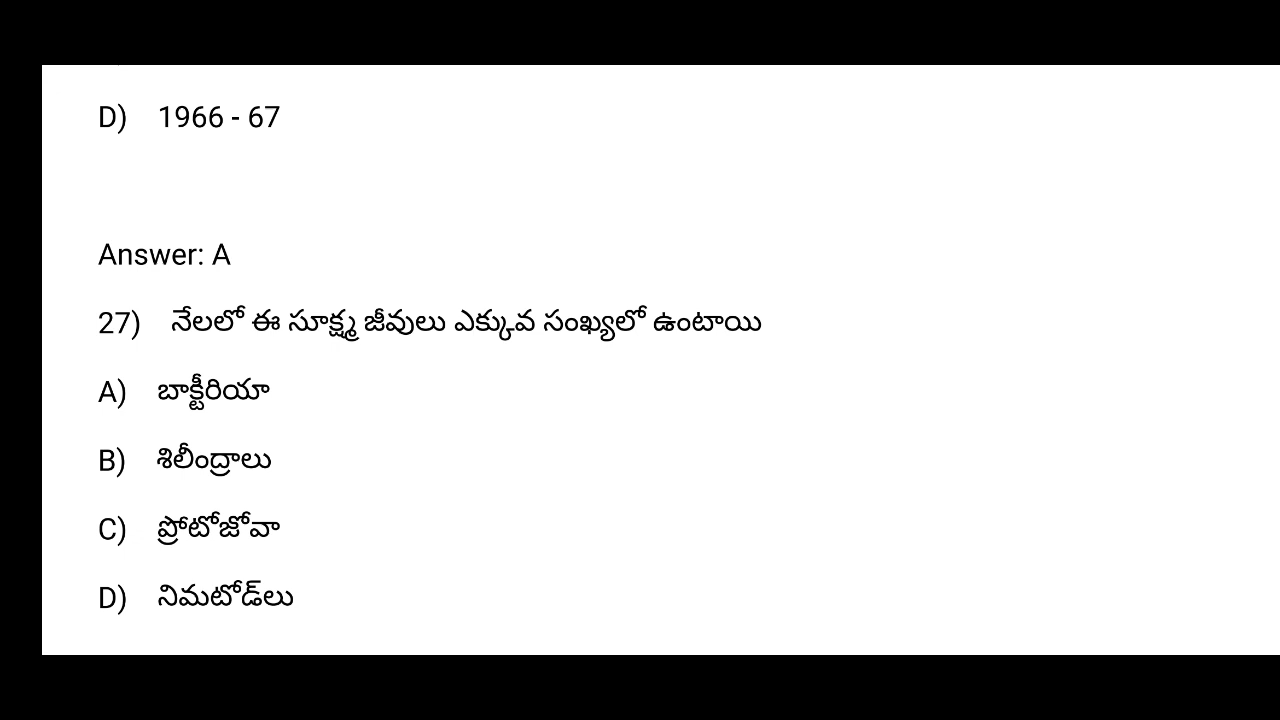 D) 1966 - 67
Answer: A
27) నేలలో ఈ సూక్ష్మ జీవులు ఎక్కువ సంఖ్యలో ఉంటాయి
A) బాక్టీరియా
B) శిలీంద్రాలు
C) ప్రోటోజోవా
D) నిమటోడ్‌లు